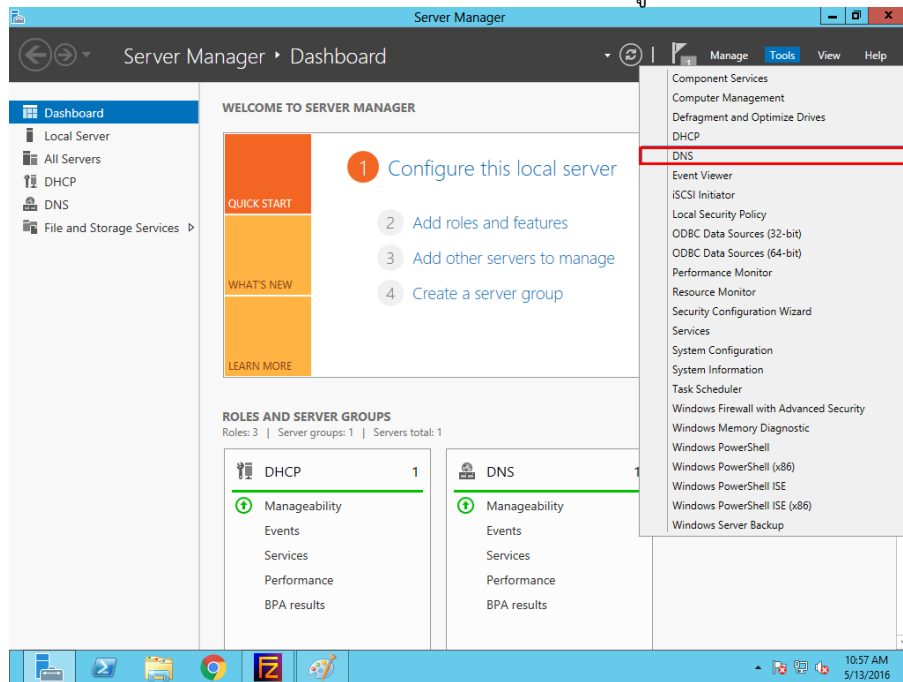 Server Manager
Server Manager ‣ Dashboard
1
Manage
Tools
View
Help
Dashboard
Local Server
All Servers
DHCP
DNS
File and Storage Services
WELCOME TO SERVER MANAGER
QUICK START
WHAT'S NEW
LEARN MORE
1 Configure this local server
2 Add roles and features
3 Add other servers to manage
4 Create a server group
ROLES AND SERVER GROUPS
Roles: 3 | Server groups: 1 | Servers total: 1
DHCP 1
Manageability
Events
Services
Performance
BPA results
DNS 1
Manageability
Events
Services
Performance
BPA results
Component Services
Computer Management
Defragment and Optimize Drives
DHCP
DNS
Event Viewer
iSCSI Initiator
Local Security Policy
ODBC Data Sources (32-bit)
ODBC Data Sources (64-bit)
Performance Monitor
Resource Monitor
Security Configuration Wizard
Services
System Configuration
System Information
Task Scheduler
Windows Firewall with Advanced Security
Windows Memory Diagnostic
Windows PowerShell
Windows PowerShell (x86)
Windows PowerShell ISE
Windows PowerShell ISE (x86)
Windows Server Backup
10:57 AM
5/13/2016